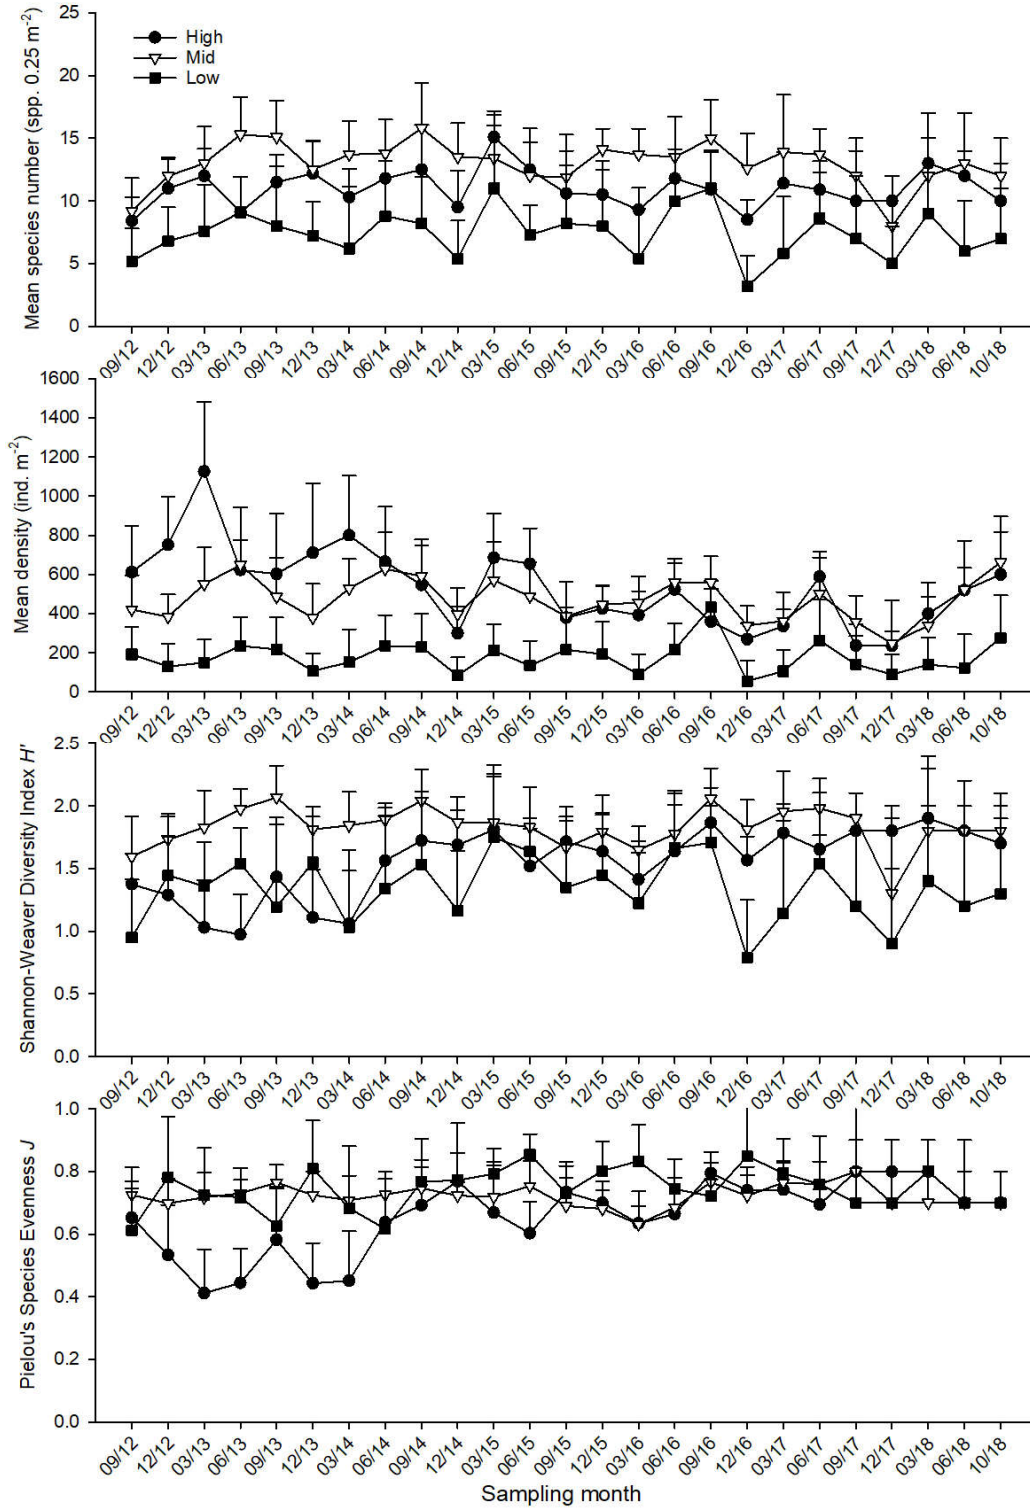 Mean species number (spp. 0.25 m⁻²)
25
20
15
10
5
0
High
Mid
Low
09/12 12/12 03/13 06/13 09/13 12/13 03/14 06/14 09/14 12/14 03/15 06/15 09/15 12/15 03/16 06/16 09/16 12/16 03/17 06/17 09/17 12/17 03/18 06/18 10/18
Mean density (ind. m⁻²)
1600
1400
1200
1000
800
600
400
200
0
09/12 12/12 03/13 06/13 09/13 12/13 03/14 06/14 09/14 12/14 03/15 06/15 09/15 12/15 03/16 06/16 09/16 12/16 03/17 06/17 09/17 12/17 03/18 06/18 10/18
Shannon-Weaver Diversity Index H'
2.5
2.0
1.5
1.0
0.5
0.0
09/12 12/12 03/13 06/13 09/13 12/13 03/14 06/14 09/14 12/14 03/15 06/15 09/15 12/15 03/16 06/16 09/16 12/16 03/17 06/17 09/17 12/17 03/18 06/18 10/18
Pielou's Species Evenness J
1.0
0.8
0.6
0.4
0.2
0.0
09/12 12/12 03/13 06/13 09/13 12/13 03/14 06/14 09/14 12/14 03/15 06/15 09/15 12/15 03/16 06/16 09/16 12/16 03/17 06/17 09/17 12/17 03/18 06/18 10/18
Sampling month